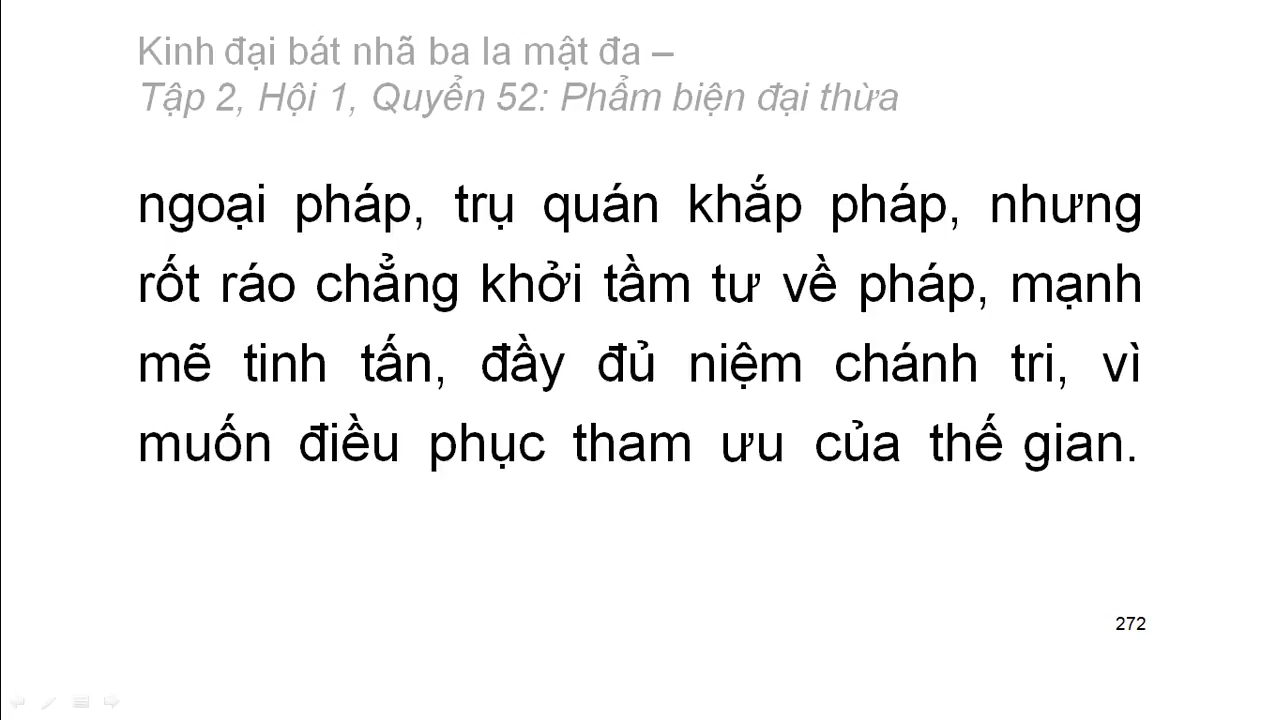 Kinh đại bát nhã ba la mật đa –
Tập 2, Hội 1, Quyển 52: Phẩm biện đại thừa
ngoại pháp, trụ quán khắp pháp, nhưng
rốt ráo chẳng khởi tầm tư về pháp, mạnh
mẽ tinh tấn, đầy đủ niệm chánh tri, vì
muốn điều phục tham ưu của thế gian.
272